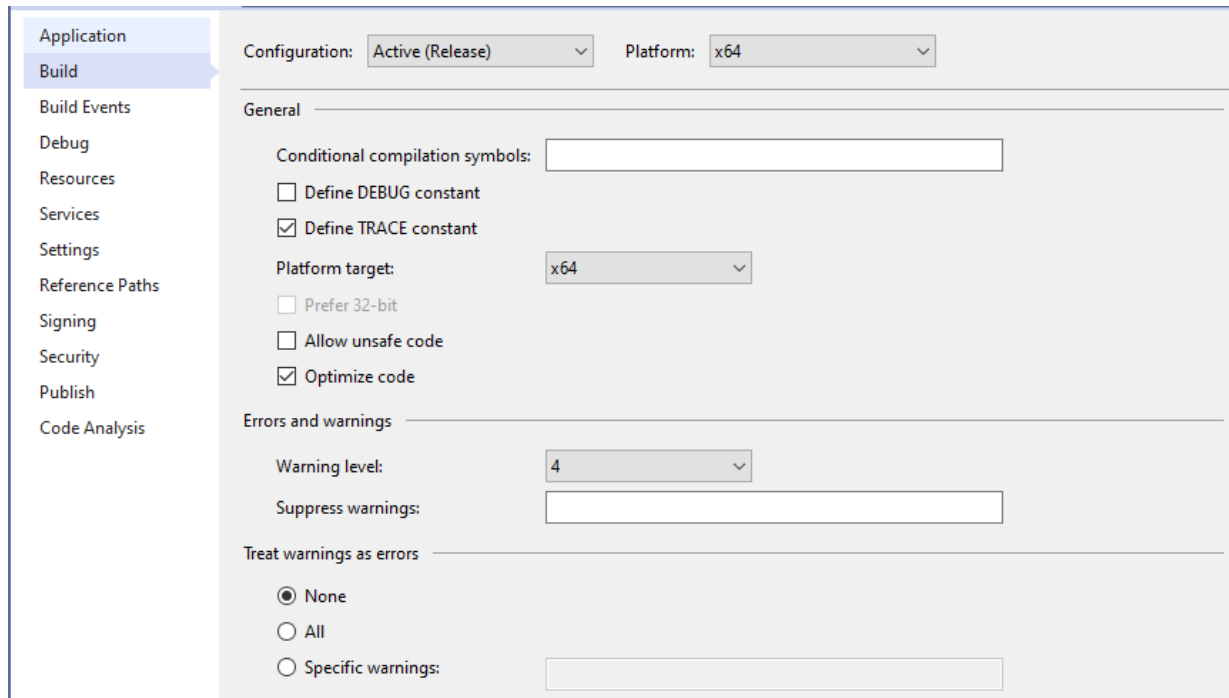 Application
Build
Build Events
Debug
Resources
Services
Settings
Reference Paths
Signing
Security
Publish
Code Analysis
Configuration: Active (Release) Platform: x64
General
Conditional compilation symbols:
Define DEBUG constant
Define TRACE constant
Platform target: x64
Prefer 32-bit
Allow unsafe code
Optimize code
Errors and warnings
Warning level: 4
Suppress warnings:
Treat warnings as errors
None
All
Specific warnings: